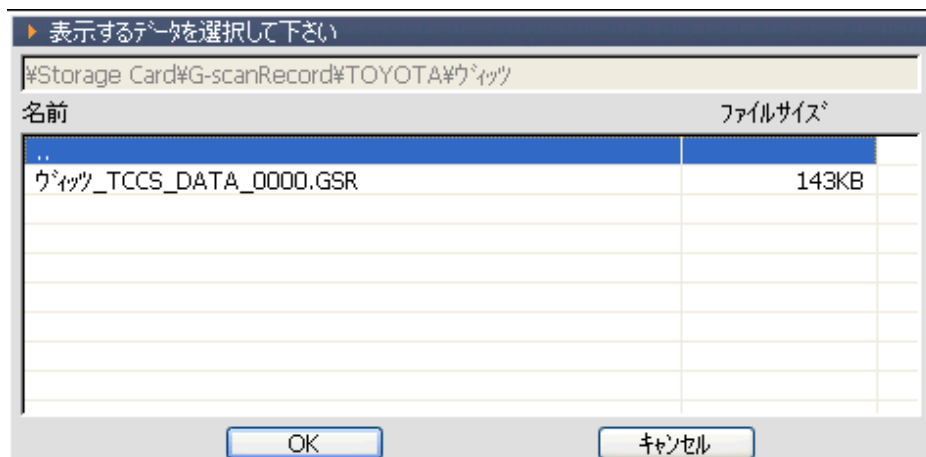 表示するﾃﾞｰﾀを選択して下さい
¥Storage Card¥G-scanRecord¥TOYOTA¥ｳﾞｨｯﾂ
名前 ﾌｧｲﾙｻｲｽﾞ
..
ｳﾞｨｯﾂ_TCCS_DATA_0000.GSR 143KB
OK ｷｬﾝｾﾙ